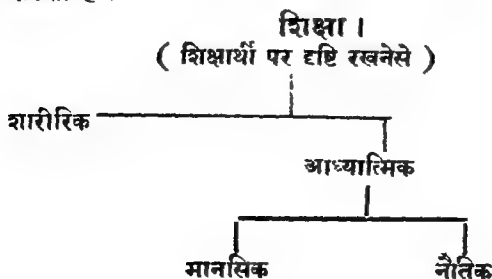 शिक्षा ।
( शिक्षार्थी पर दृष्टि रखनेसे )
शारीरिक
आध्यात्मिक
मानसिक
नैतिक